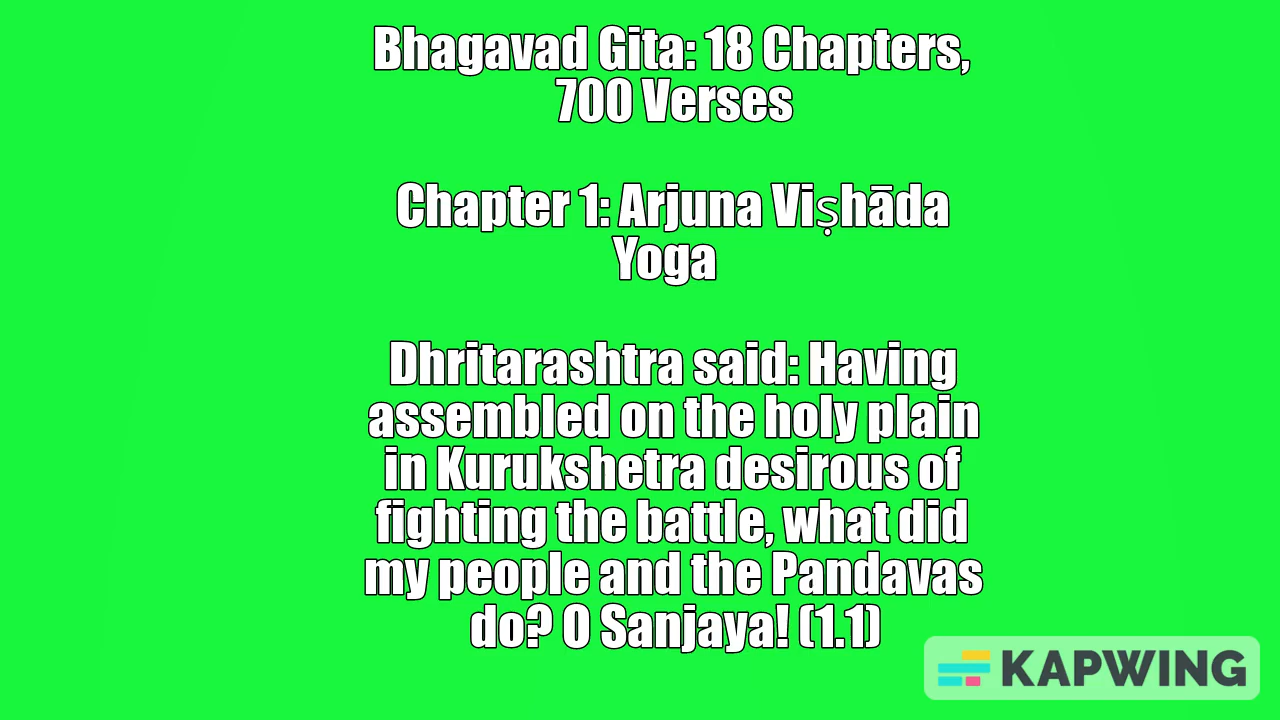 Bhagavad Gita: 18 Chapters,
700 Verses
Chapter 1: Arjuna Viṣhāda
Yoga
Dhritarashtra said: Having
assembled on the holy plain
in Kurukshetra desirous of
fighting the battle, what did
my people and the Pandavas
do? O Sanjaya! (1.1)
KAPWING